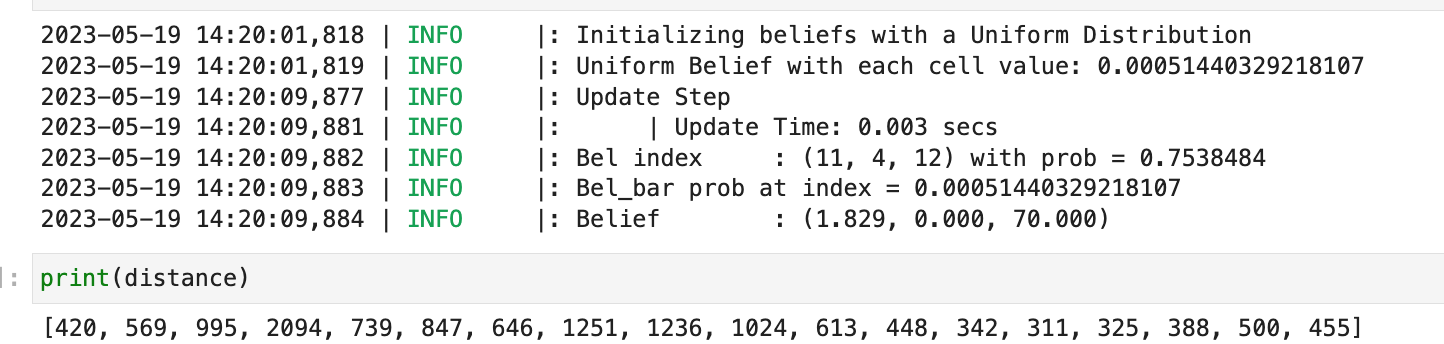 2023-05-19 14:20:01,818 | INFO     |: Initializing beliefs with a Uniform Distribution
2023-05-19 14:20:01,819 | INFO     |: Uniform Belief with each cell value: 0.00051440329218107
2023-05-19 14:20:09,877 | INFO     |: Update Step
2023-05-19 14:20:09,881 | INFO     |:      | Update Time: 0.003 secs
2023-05-19 14:20:09,882 | INFO     |: Bel index     : (11, 4, 12) with prob = 0.7538484
2023-05-19 14:20:09,883 | INFO     |: Bel_bar prob at index = 0.00051440329218107
2023-05-19 14:20:09,884 | INFO     |: Belief        : (1.829, 0.000, 70.000)
]: print(distance)
[420, 569, 995, 2094, 739, 847, 646, 1251, 1236, 1024, 613, 448, 342, 311, 325, 388, 500, 455]